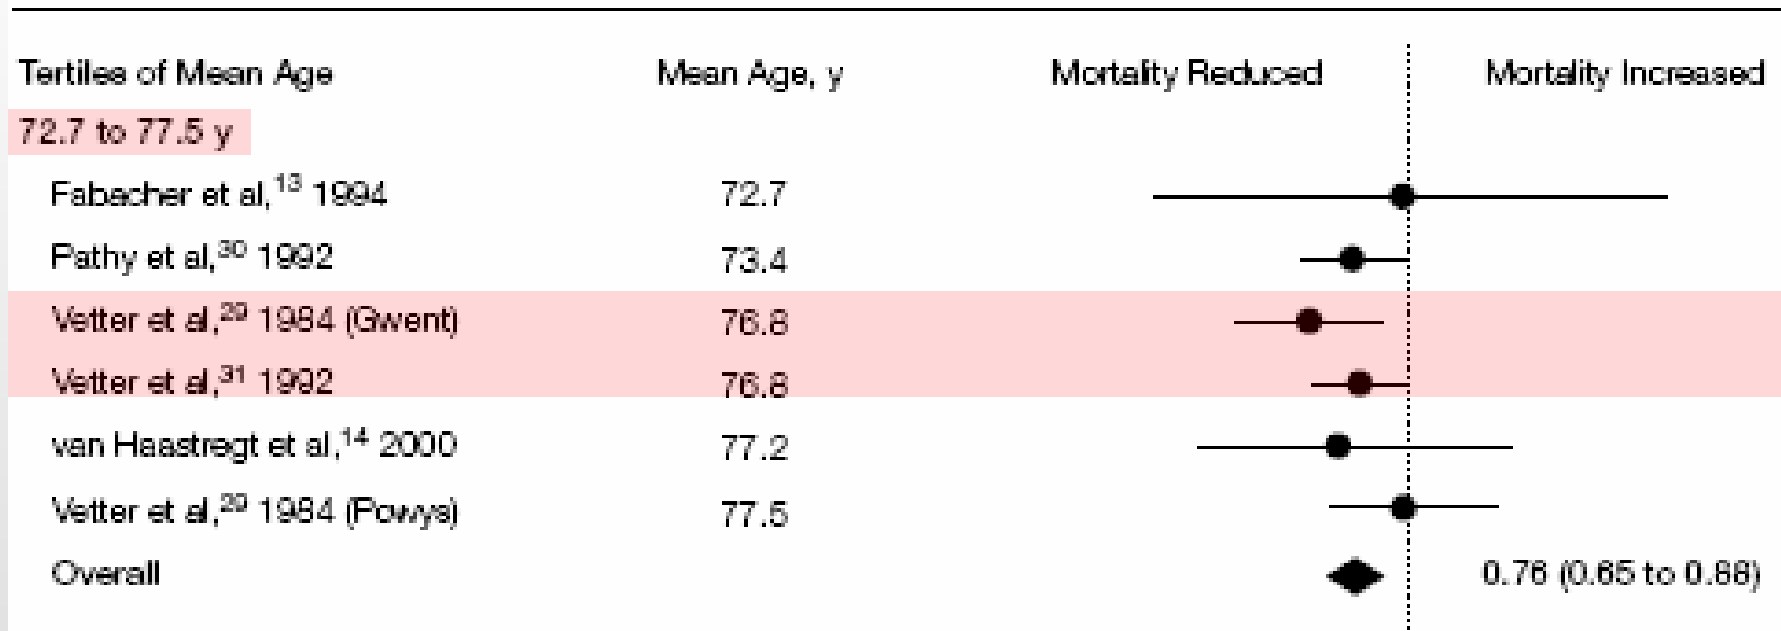 Tertiles of Mean Age Mean Age, y Mortality Reduced Mortality Increased
72.7 to 77.5 y
Fabacher et al,13 1994 72.7
Pathy et al,30 1992 73.4
Vetter et al,29 1984 (Gwent) 76.8
Vetter et al,31 1992 76.8
van Haastregt et al,14 2000 77.2
Vetter et al,29 1984 (Powys) 77.5
Overall 0.76 (0.65 to 0.88)